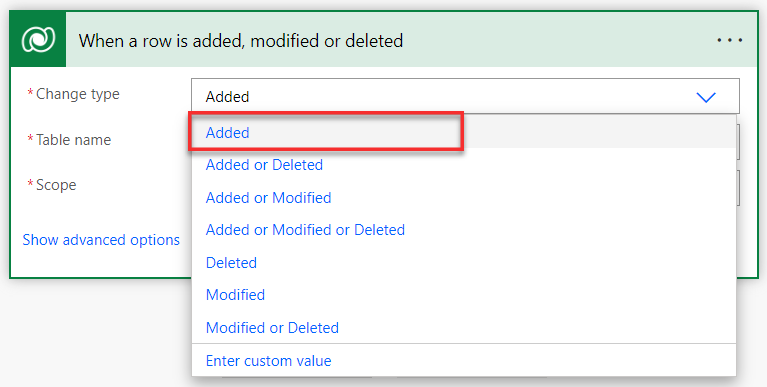 When a row is added, modified or deleted
* Change type
Added
Added
* Table name
Added or Deleted
* Scope
Added or Modified
Added or Modified or Deleted
Show advanced options
Deleted
Modified
Modified or Deleted
Enter custom value